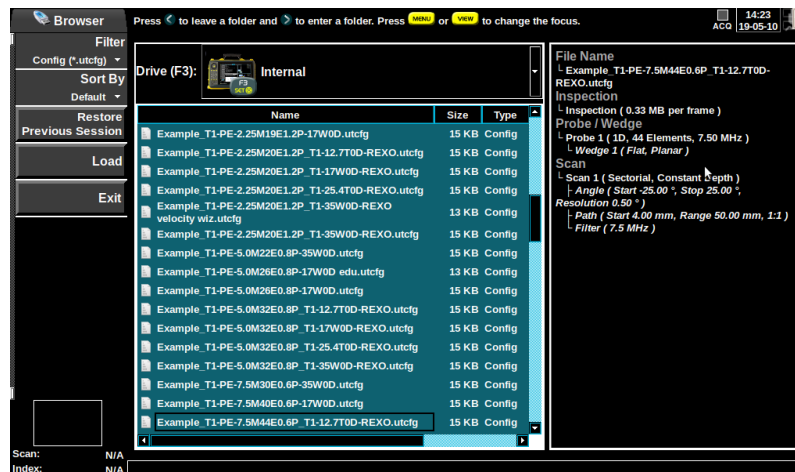 Browser
Press < to leave a folder and > to enter a folder. Press MENU or VIEW to change the focus.
ACQ
14:23
19-05-10
Filter
Config (*.utcfg)
Sort By
Default
Restore
Previous Session
Load
Exit
Scan: N/A
Index: N/A
Drive (F3):
F3
SET
Internal
Name Size Type
Example_T1-PE-2.25M19E1.2P-17W0D.utcfg 15 KB Config
Example_T1-PE-2.25M20E1.2P_T1-12.7T0D-REXO.utcfg 15 KB Config
Example_T1-PE-2.25M20E1.2P_T1-17W0D-REXO.utcfg 15 KB Config
Example_T1-PE-2.25M20E1.2P_T1-25.4T0D-REXO.utcfg 15 KB Config
Example_T1-PE-2.25M20E1.2P_T1-35W0D-REXO
velocity wiz.utcfg 13 KB Config
Example_T1-PE-2.25M20E1.2P_T1-35W0D-REXO.utcfg 15 KB Config
Example_T1-PE-5.0M22E0.8P-35W0D.utcfg 15 KB Config
Example_T1-PE-5.0M26E0.8P-17W0D edu.utcfg 13 KB Config
Example_T1-PE-5.0M26E0.8P-17W0D.utcfg 15 KB Config
Example_T1-PE-5.0M32E0.8P_T1-12.7T0D-REXO.utcfg 15 KB Config
Example_T1-PE-5.0M32E0.8P_T1-17W0D-REXO.utcfg 15 KB Config
Example_T1-PE-5.0M32E0.8P_T1-25.4T0D-REXO.utcfg 15 KB Config
Example_T1-PE-5.0M32E0.8P_T1-35W0D-REXO.utcfg 15 KB Config
Example_T1-PE-7.5M30E0.6P-35W0D.utcfg 15 KB Config
Example_T1-PE-7.5M40E0.6P-17W0D.utcfg 15 KB Config
Example_T1-PE-7.5M44E0.6P_T1-12.7T0D-REXO.utcfg 15 KB Config
File Name
Example_T1-PE-7.5M44E0.6P_T1-12.7T0D-
REXO.utcfg
Inspection
Inspection ( 0.33 MB per frame )
Probe / Wedge
Probe 1 ( 1D, 44 Elements, 7.50 MHz )
Wedge 1 ( Flat, Planar )
Scan
Scan 1 ( Sectorial, Constant Depth )
Angle ( Start -25.00 °, Stop 25.00 °,
Resolution 0.50 ° )
Path ( Start 4.00 mm, Range 50.00 mm, 1:1 )
Filter ( 7.5 MHz )